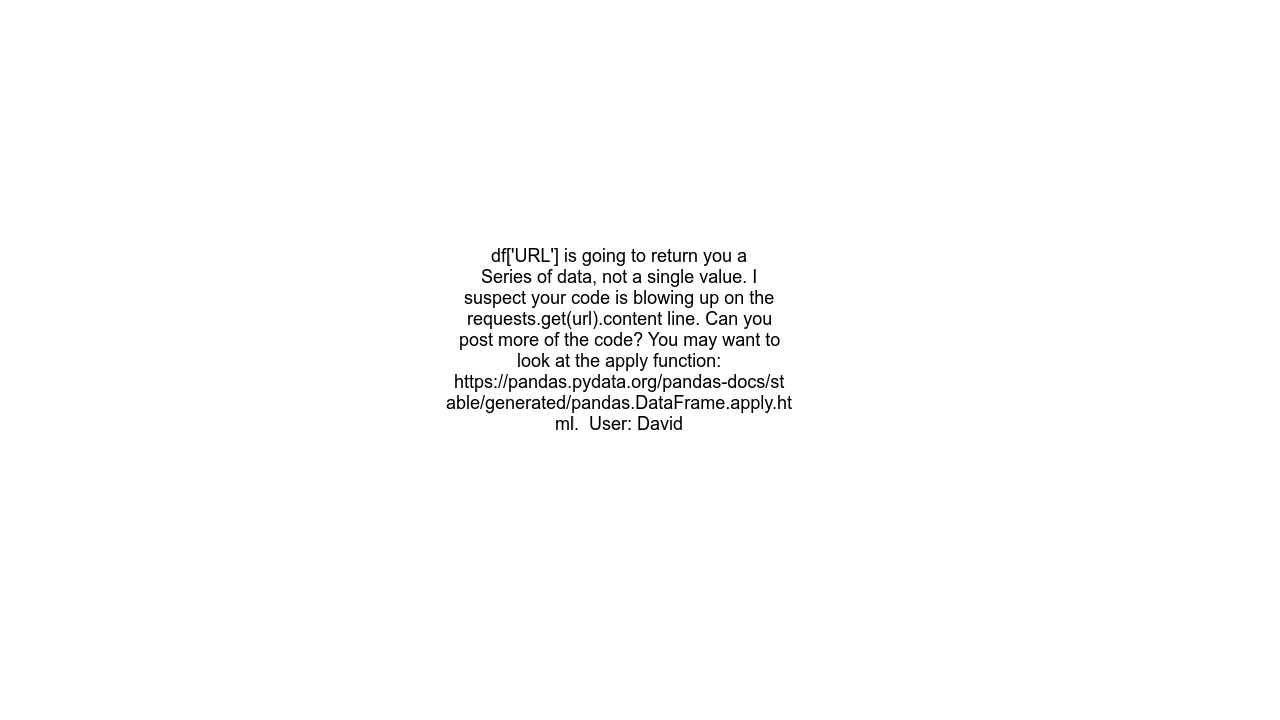 df['URL'] is going to return you a
Series of data, not a single value. I
suspect your code is blowing up on the
requests.get(url).content line. Can you
post more of the code? You may want to
look at the apply function:
https://pandas.pydata.org/pandas-docs/st
able/generated/pandas.DataFrame.apply.ht
ml.  User: David